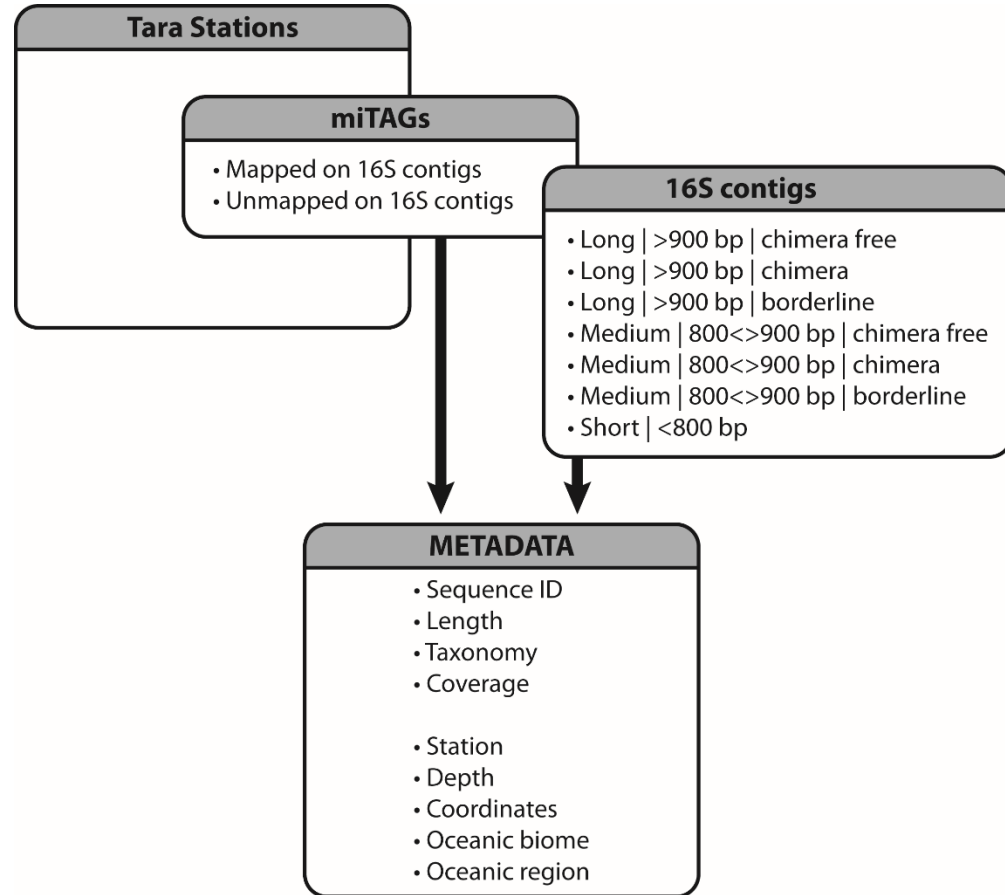 Tara Stations
miTAGs
• Mapped on 16S contigs
• Unmapped on 16S contigs
16S contigs
• Long | >900 bp | chimera free
• Long | >900 bp | chimera
• Long | >900 bp | borderline
• Medium | 800<>900 bp | chimera free
• Medium | 800<>900 bp | chimera
• Medium | 800<>900 bp | borderline
• Short | <800 bp
METADATA
• Sequence ID
• Length
• Taxonomy
• Coverage
• Station
• Depth
• Coordinates
• Oceanic biome
• Oceanic region